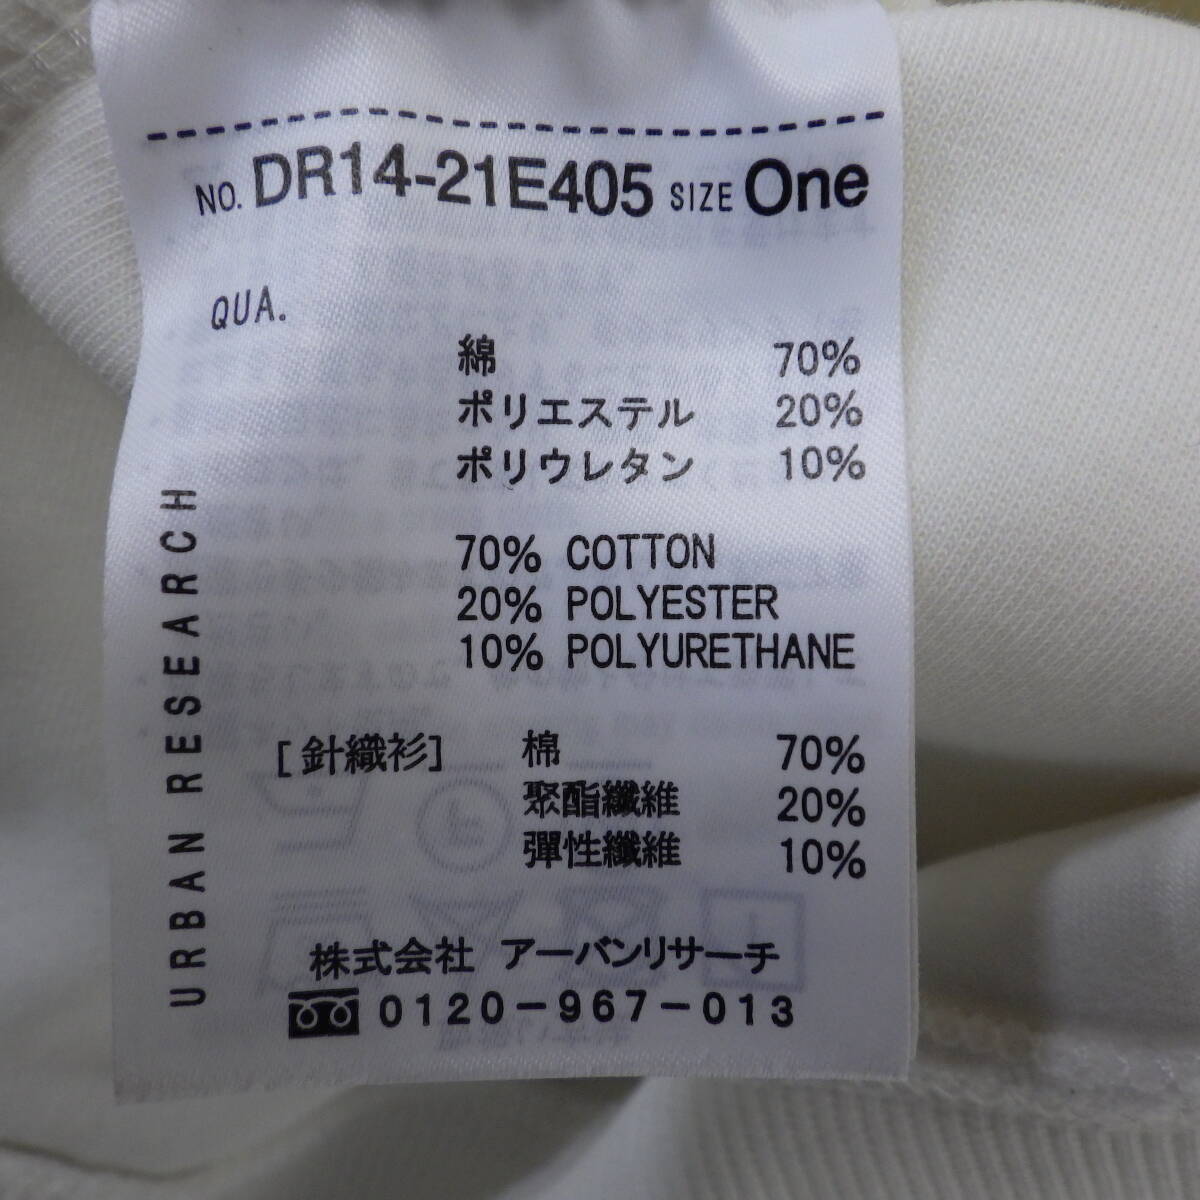 NO. DR14-21E405 SIZE One
QUA.
綿 70%
ポリエステル 20%
ポリウレタン 10%
70% COTTON
20% POLYESTER
10% POLYURETHANE
[針織衫] 棉 70%
聚酯纖維 20%
彈性纖維 10%
URBAN RESEARCH
株式会社 アーバンリサーチ
0120-967-013